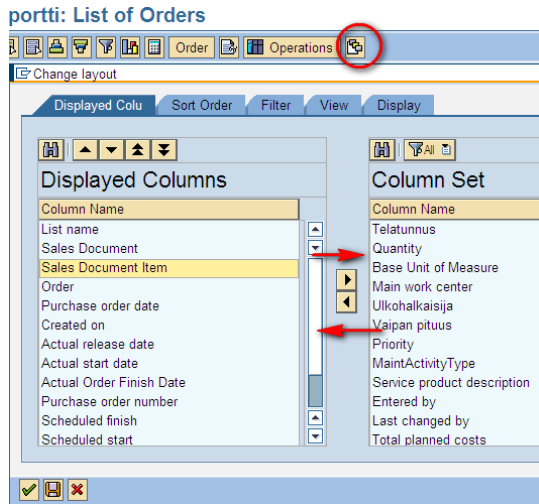 portti: List of Orders
Order
Operations
Change layout
Displayed Colu
Sort Order
Filter
View
Display
All
Displayed Columns
Column Set
Column Name
List name
Sales Document
Sales Document Item
Order
Purchase order date
Created on
Actual release date
Actual start date
Actual Order Finish Date
Purchase order number
Scheduled finish
Scheduled start
Column Name
Telatunnus
Quantity
Base Unit of Measure
Main work center
Ulkohalkaisija
Vaipan pituus
Priority
MaintActivityType
Service product description
Entered by
Last changed by
Total planned costs